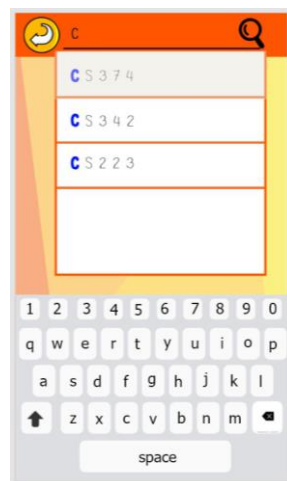 C
CS374
CS342
CS223
1 2 3 4 5 6 7 8 9 0
q w e r t y u i o p
a s d f g h j k l
z x c v b n m
space